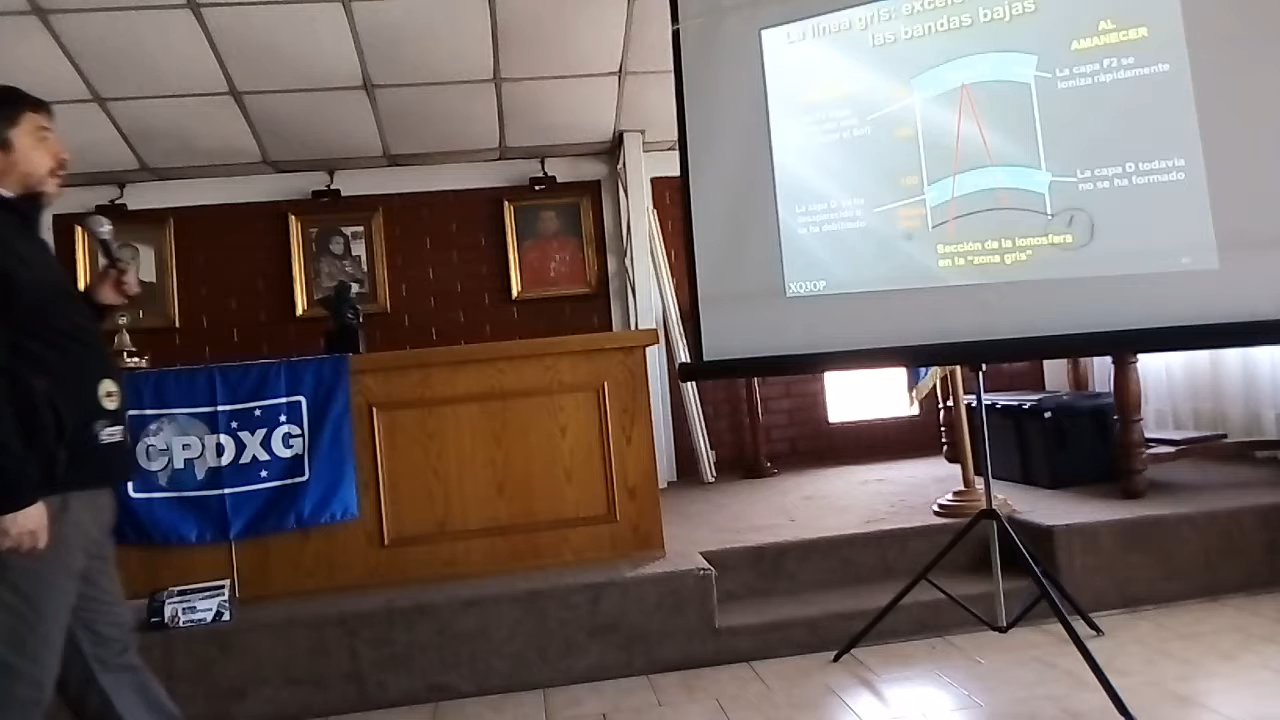 La línea gris: 
las bandas bajas
AL
AMANECER
La capa F2 se
ioniza rápidamente
La capa D todavía
no se ha formado
La capa D ya ha
desaparecido o
se ha debilitado
Sección de la ionosfera
en la "zona gris"
XQ3OP
CPDXG